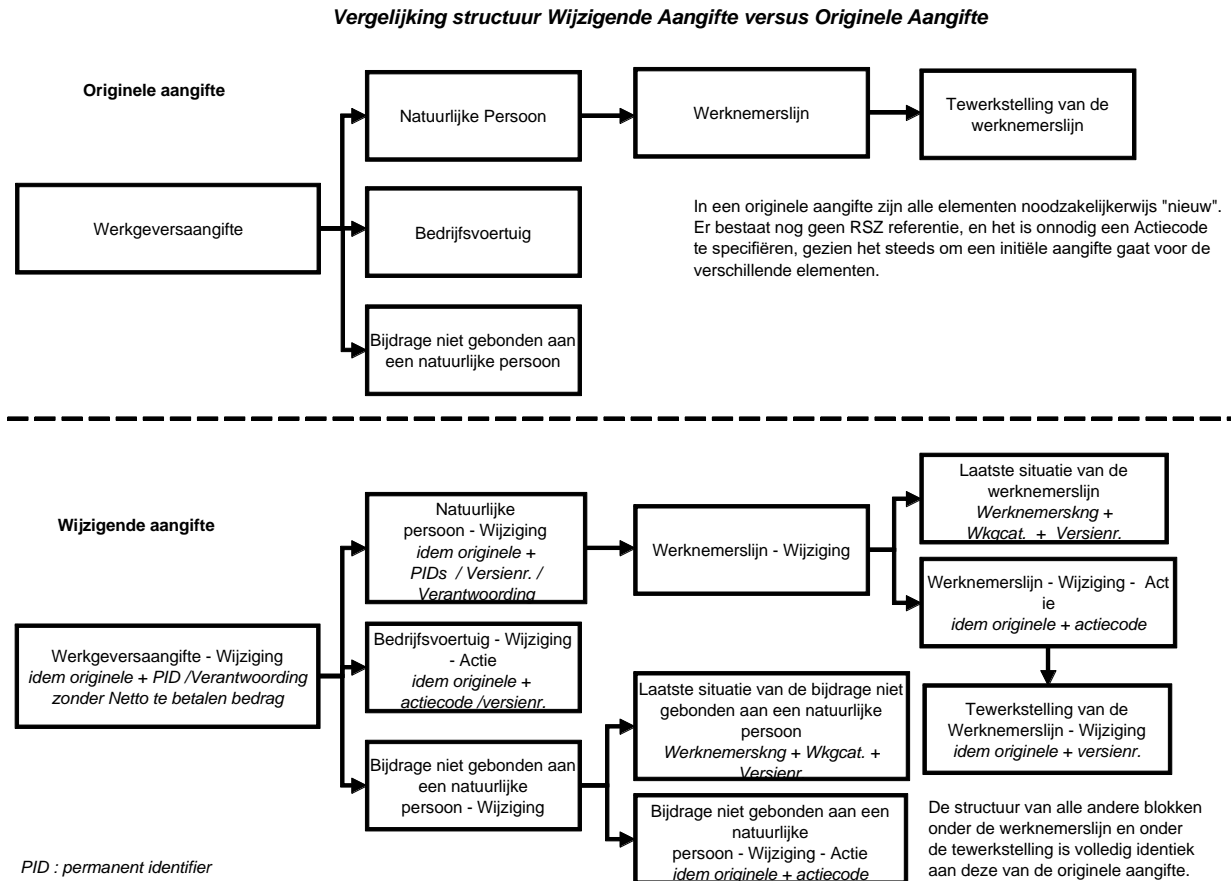 Vergelijking structuur Wijzigende Aangifte versus Originele Aangifte
Originele aangifte
Werkgeversaangifte
Natuurlijke Persoon
Werknemerslijn
Tewerkstelling van de
werknemerslijn
Bedrijfsvoertuig
Bijdrage niet gebonden aan
een natuurlijke persoon
In een originele aangifte zijn alle elementen noodzakelijkerwijs "nieuw".
Er bestaat nog geen RSZ referentie, en het is onnodig een Actiecode
te specifiëren, gezien het steeds om een initiële aangifte gaat voor de
verschillende elementen.
Wijzigende aangifte
Werkgeversaangifte - Wijziging
idem originele + PID /Verantwoording
zonder Netto te betalen bedrag
Natuurlijke
persoon - Wijziging
idem originele +
PIDs / Versienr. /
Verantwoording
Werknemerslijn - Wijziging
Laatste situatie van de
werknemerslijn
Werknemerskng +
Wkgcat. + Versienr.
Werknemerslijn - Wijziging - Act
ie
idem originele + actiecode
Tewerkstelling van de
Werknemerslijn - Wijziging
idem originele + versienr.
Bedrijfsvoertuig - Wijziging
- Actie
idem originele +
actiecode /versienr.
Bijdrage niet gebonden aan
een natuurlijke
persoon - Wijziging
Laatste situatie van de bijdrage niet
gebonden aan een natuurlijke
persoon
Werknemerskng + Wkgcat. +
Versienr
Bijdrage niet gebonden aan een
natuurlijke
persoon - Wijziging - Actie
idem originele + actiecode
De structuur van alle andere blokken
onder de werknemerslijn en onder
de tewerkstelling is volledig identiek
aan deze van de originele aangifte.
PID : permanent identifier